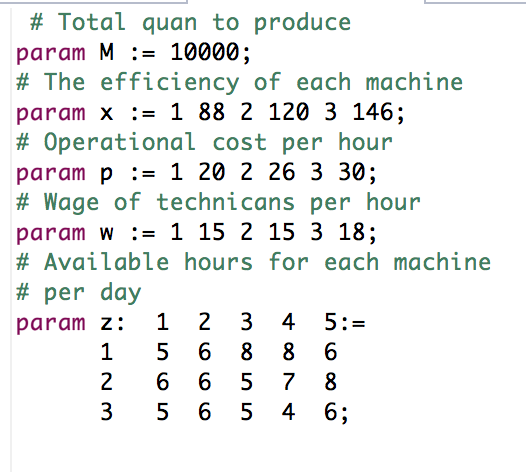 # Total quan to produce
param M := 10000;
# The efficiency of each machine
param x := 1 88 2 120 3 146;
# Operational cost per hour
param p := 1 20 2 26 3 30;
# Wage of technicans per hour
param w := 1 15 2 15 3 18;
# Available hours for each machine
# per day
param z: 1 2 3 4 5:=
1 5 6 8 8 6
2 6 6 5 7 8
3 5 6 5 4 6;